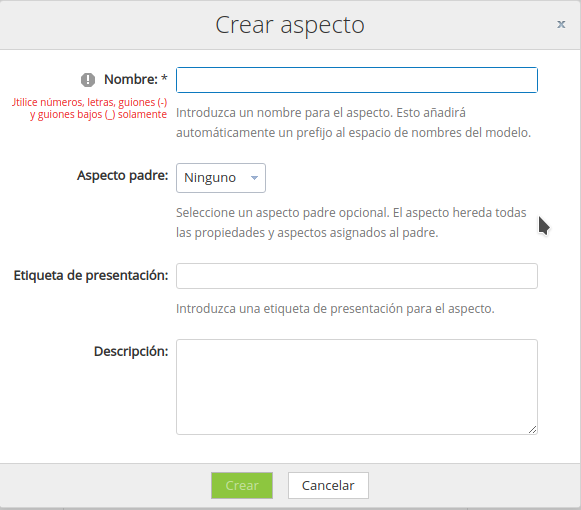 Crear aspecto
x
Nombre: *
Utilice números, letras, guiones (-)
y guiones bajos (_) solamente
Introduzca un nombre para el aspecto. Esto añadirá
automáticamente un prefijo al espacio de nombres del modelo.
Aspecto padre:
Ninguno
Seleccione un aspecto padre opcional. El aspecto hereda todas
las propiedades y aspectos asignados al padre.
Etiqueta de presentación:
Introduzca una etiqueta de presentación para el aspecto.
Descripción:
Crear
Cancelar